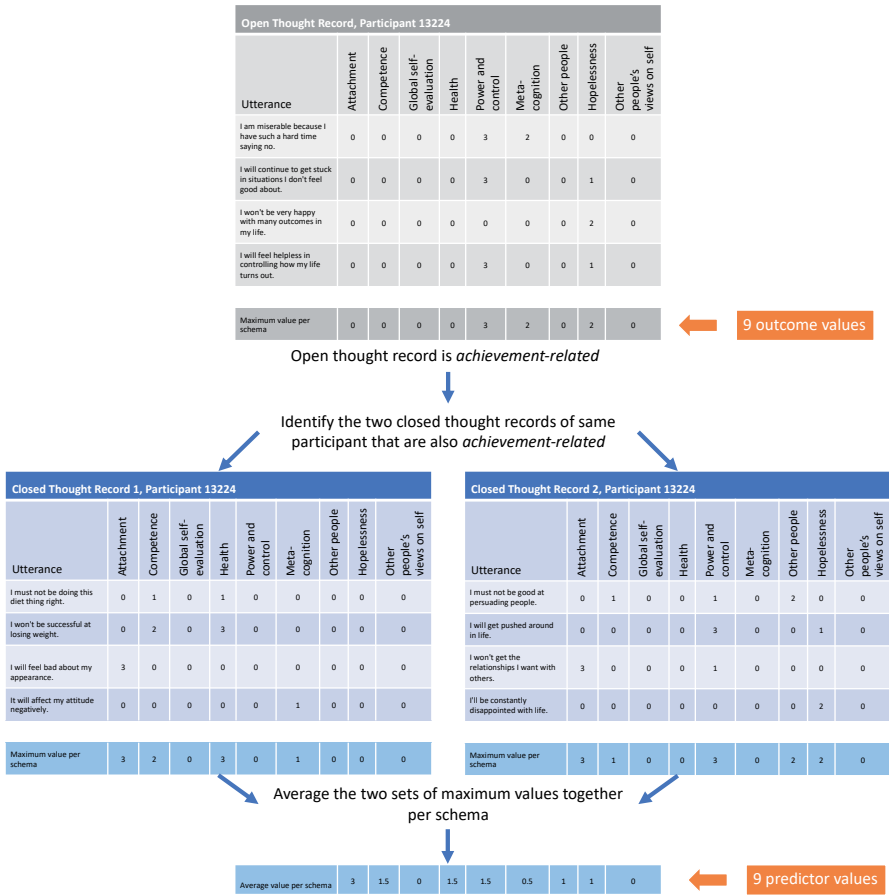 Open Thought Record, Participant 13224
Utterance Attachment Competence Global self-evaluation Health Power and control Meta-cognition Other people Hopelessness Other people's views on self
I am miserable because I
have such a hard time
saying no.
0 0 0 0 3 2 0 0 0
I will continue to get stuck
in situations I don't feel
good about.
0 0 0 0 3 0 0 1 0
I won't be very happy
with many outcomes in
my life.
0 0 0 0 0 0 0 2 0
I will feel helpless in
controlling how my life
turns out.
0 0 0 0 3 0 0 1 0
Maximum value per
schema
0 0 0 0 3 2 0 2 0
9 outcome values
Open thought record is achievement-related
Identify the two closed thought records of same
participant that are also achievement-related
Closed Thought Record 1, Participant 13224
Utterance Attachment Competence Global self-evaluation Health Power and control Meta-cognition Other people Hopelessness Other people's views on self
I must not be doing this
diet thing right.
0 1 0 1 0 0 0 0 0
I won't be successful at
losing weight.
0 2 0 3 0 0 0 0 0
I will feel bad about my
appearance.
3 0 0 0 0 0 0 0 0
It will affect my attitude
negatively.
0 0 0 0 0 1 0 0 0
Maximum value per
schema
3 2 0 3 0 1 0 0 0
Closed Thought Record 2, Participant 13224
Utterance Attachment Competence Global self-evaluation Health Power and control Meta-cognition Other people Hopelessness Other people's views on self
I must not be good at
persuading people.
0 1 0 0 1 0 2 0 0
I will get pushed around
in life.
0 0 0 0 3 0 0 1 0
I won't get the
relationships I want with
others.
3 0 0 0 1 0 0 0 0
I'll be constantly
disappointed with life.
0 0 0 0 0 0 0 2 0
Maximum value per
schema
3 1 0 0 3 0 2 2 0
Average the two sets of maximum values together
per schema
Average value per schema 3 1.5 0 1.5 1.5 0.5 1 1 0
9 predictor values